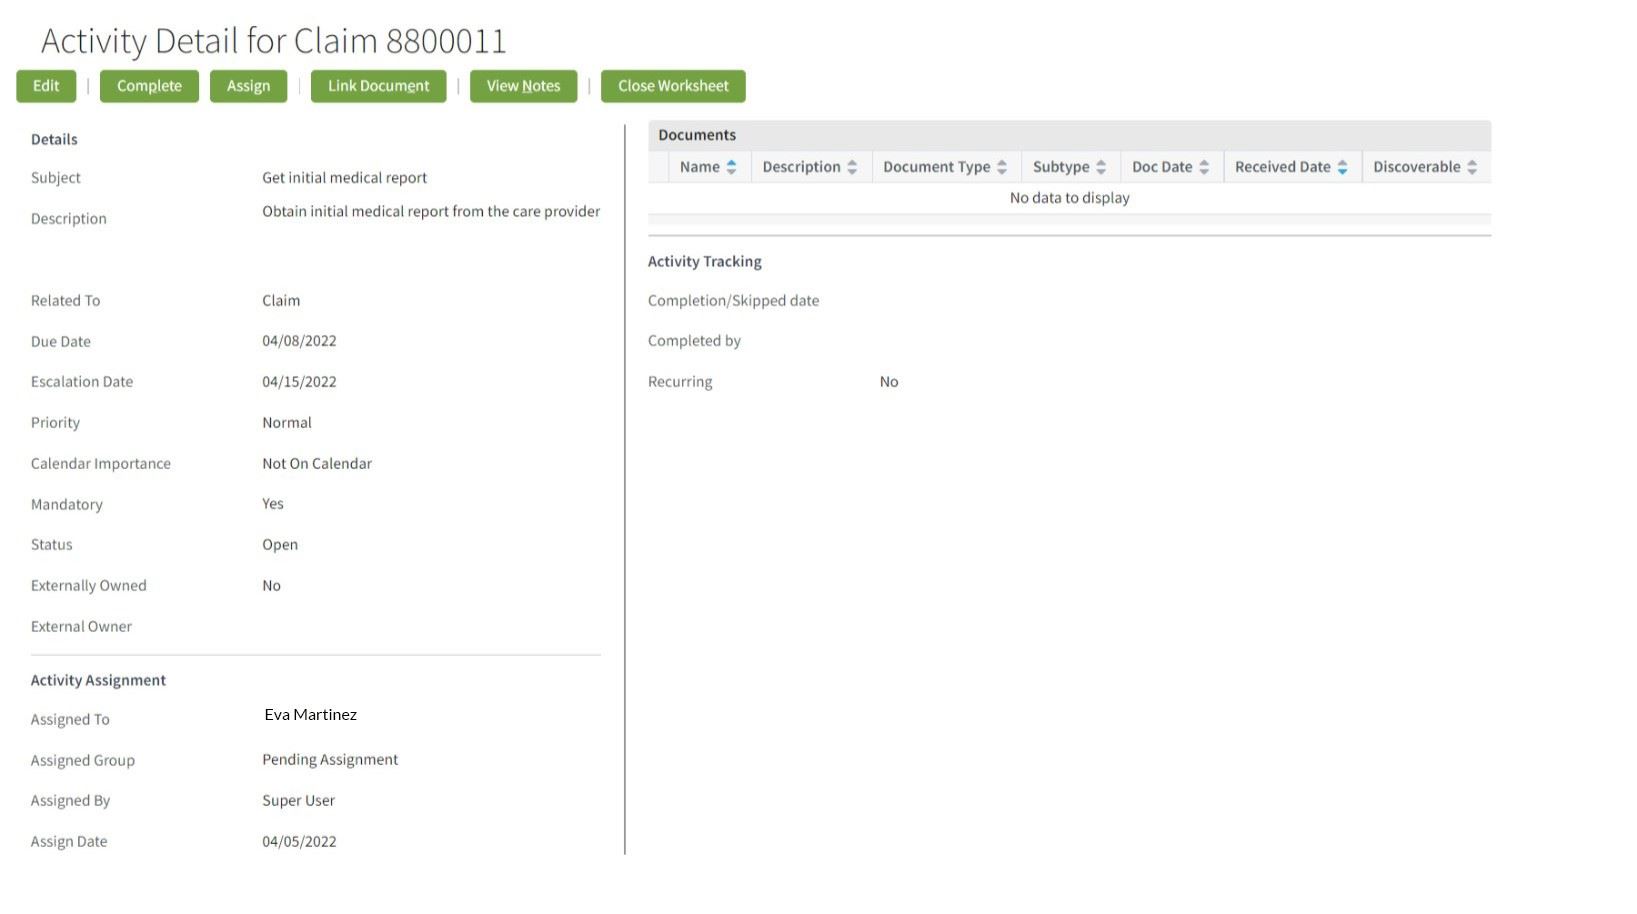 Activity Detail for Claim 8800011
Edit | Complete Assign | Link Document | View Notes | Close Worksheet
Details
Subject Get initial medical report
Description Obtain initial medical report from the care provider
Related To Claim
Due Date 04/08/2022
Escalation Date 04/15/2022
Priority Normal
Calendar Importance Not On Calendar
Mandatory Yes
Status Open
Externally Owned No
External Owner
Activity Assignment
Assigned To Eva Martinez
Assigned Group Pending Assignment
Assigned By Super User
Assign Date 04/05/2022
Documents
Name Description Document Type Subtype Doc Date Received Date Discoverable
No data to display
Activity Tracking
Completion/Skipped date
Completed by
Recurring No